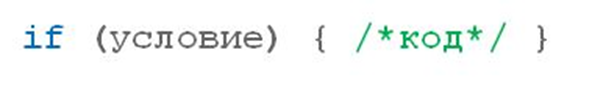 if (условие) { /*код*/ }